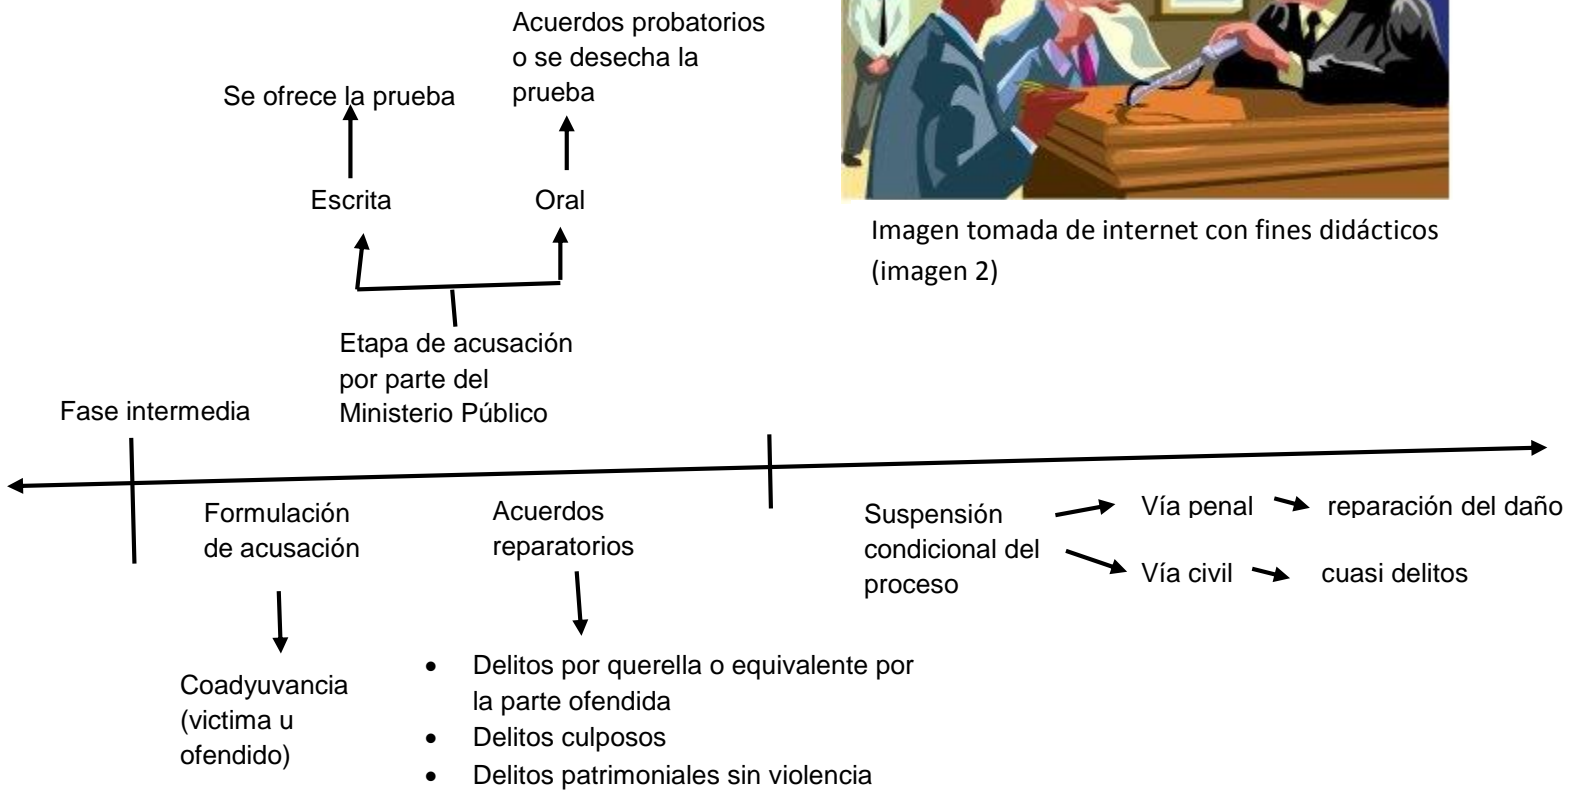 Acuerdos probatorios
o se desecha la
prueba
Se ofrece la prueba
Escrita
Oral
Imagen tomada de internet con fines didácticos
(imagen 2)
Etapa de acusación
por parte del
Ministerio Público
Fase intermedia
Formulación
de acusación
Acuerdos
reparatorios
Suspensión
condicional del
proceso
Vía penal
reparación del daño
Vía civil
cuasi delitos
Coadyuvancia
(victima u
ofendido)
• Delitos por querella o equivalente por
la parte ofendida
• Delitos culposos
• Delitos patrimoniales sin violencia